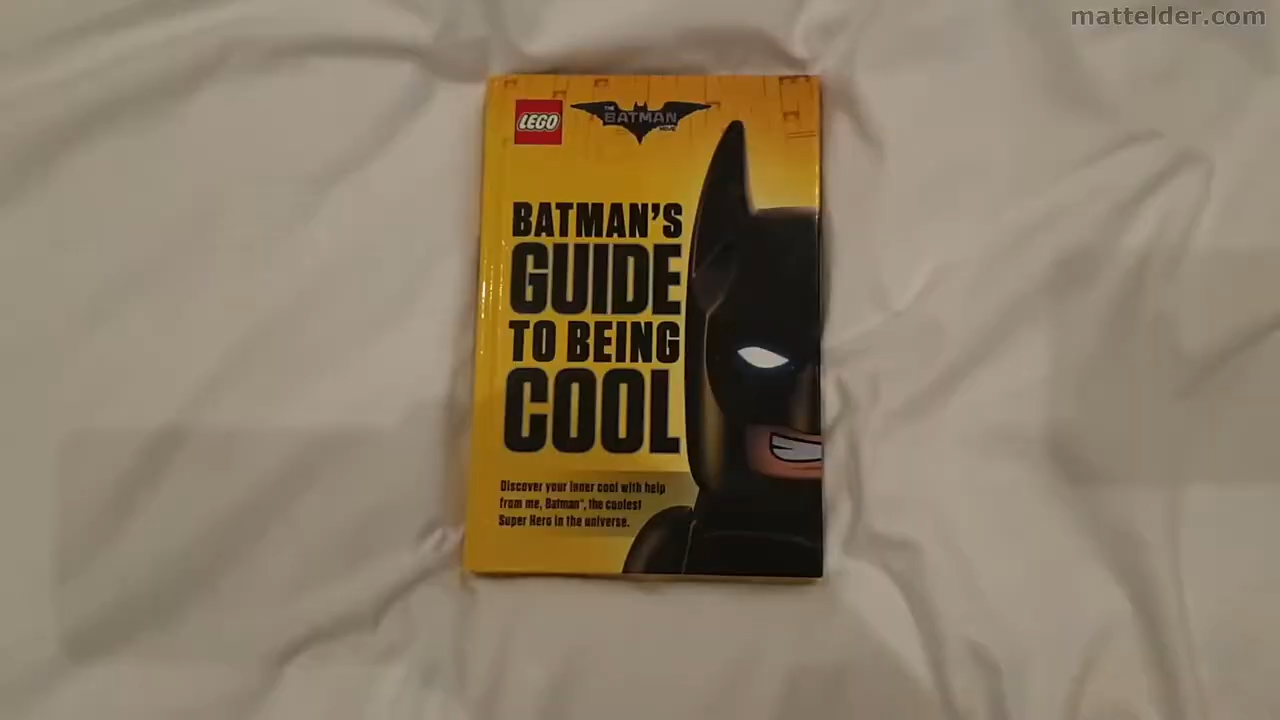 mattelder.com
LEGO
THE
BATMAN
MOVIE
BATMAN'S
GUIDE
TO BEING
COOL
Discover your inner cool with help
from me, Batman™, the coolest
Super Hero in the universe.